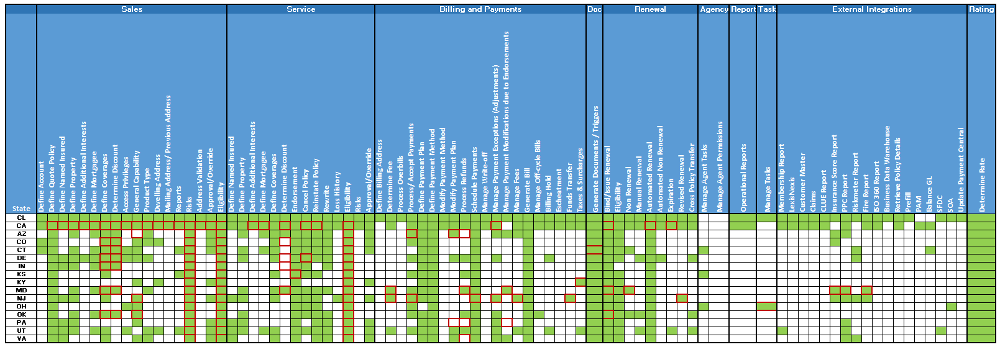 Sales Service Billing and Payments Doc Renewal Agency Report Task External Integrations Rating
State
Define Account
Define Quote Policy
Define Named Insured
Define Property
Define Additional Interests
Define Mortgagee
Define Coverages
Determine Discount
Access Privileges
General Capability
Product Type
Dwelling Address
Mailing Address/ Previous Address
Reports
Risks
Address Validation
Approval/Override
Eligibility
Define Named Insured
Define Property
Define Additional Interests
Define Mortgagee
Define Coverages
Determine Discount
Endorsement
Cancel Policy
Reinstate Policy
Rewrite
Loss History
Eligibility
Risks
Approval/Override
Define Billing Address
Determine Fee
Process Overbills
Process/ Accept Payments
Define Payment Plan
Define Payment Method
Modify Payment Method
Modify Payment Plan
Process Refunds
Schedule Payments
Manage Write-off
Manage Payment Exceptions (Adjustments)
Manage Payment Modifications due to Endorsements
Manage Fees
Generate Bill
Manage Off-cycle Bills
Billing Hold
Escheatment
Funds Transfer
Taxes & Surcharges
Generate Documents / Triggers
Bind/Issue Renewal
Eligibility
Non Renewal
Manual Renewal
Automated Renewal
Automated Non Renewal
Expiration
Revised Renewal
Cross Policy Transfer
Manage Agent Tasks
Manage Agent Permissions
Operational Reports
Manage Tasks
Membership Report
LexisNexis
Customer Master
Claims
CLUE Report
Insurance Score Report
PPC Report
Riskmeter Report
Fire Report
ISO 360 Report
Business Data Warehouse
Retrieve Policy Details
Prefill
PAM
Balance GL
SFDC
SOA
Update Payment Central
Determine Rate
CL
CA
AZ
CO
CT
DE
IN
KS
KY
MD
NJ
OH
OK
PA
UT
VA